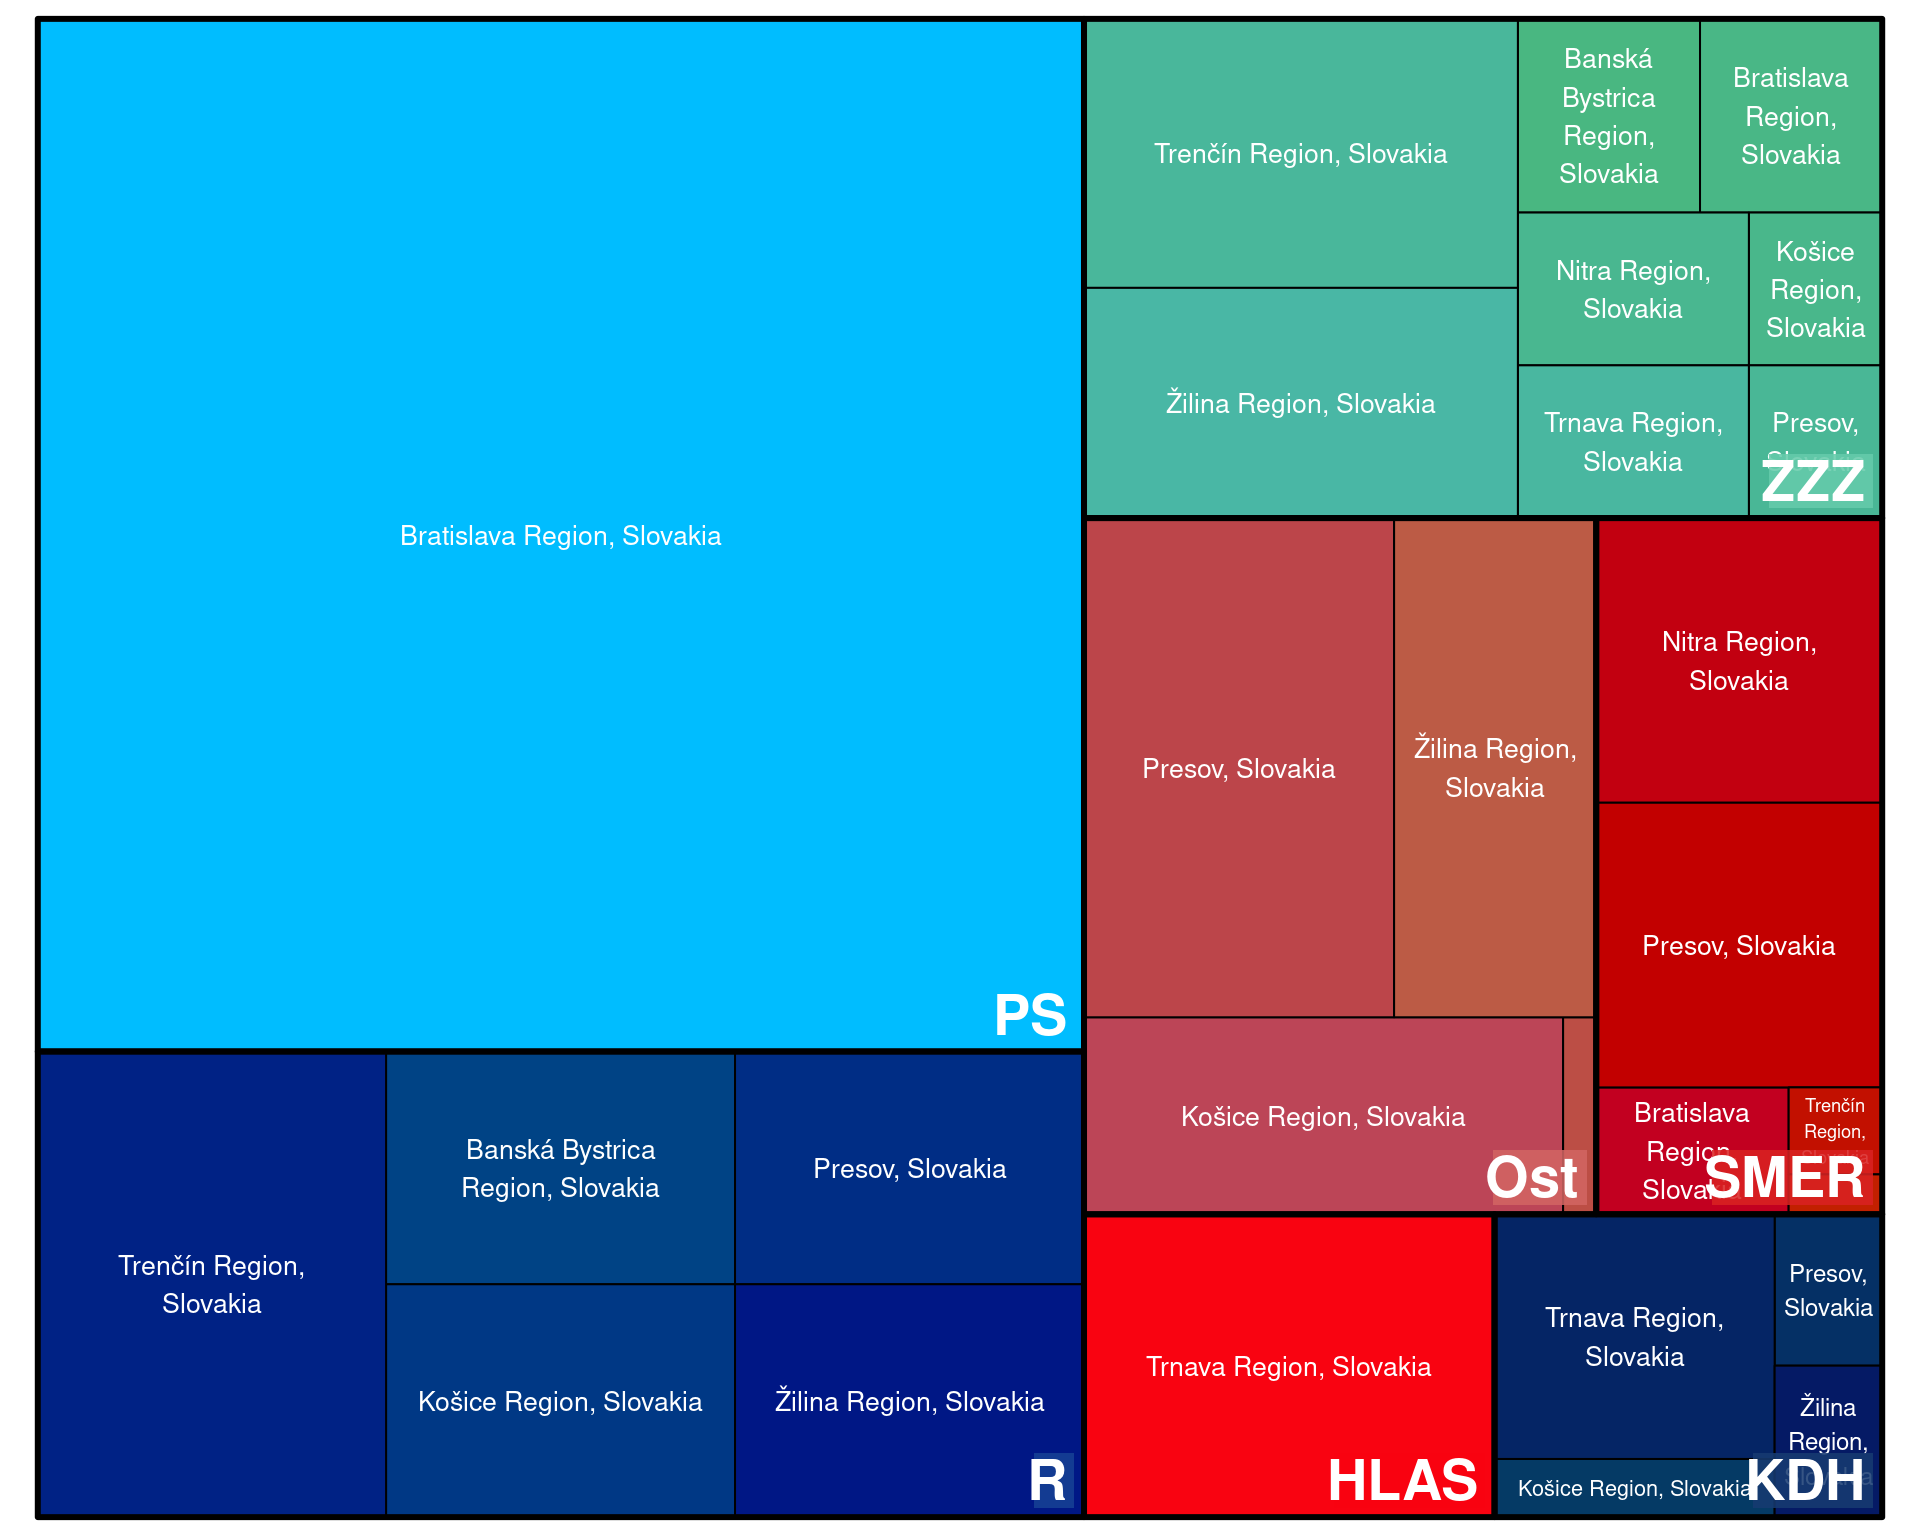 Bratislava Region, Slovakia
PS
Trenčín Region,
Slovakia
Banská Bystrica
Region, Slovakia
Košice Region, Slovakia
Presov, Slovakia
Žilina Region, Slovakia
R
Trenčín Region, Slovakia
Žilina Region, Slovakia
Banská
Bystrica
Region,
Slovakia
Bratislava
Region,
Slovakia
Nitra Region,
Slovakia
Košice
Region,
Slovakia
Trnava Region,
Slovakia
Presov,
ZZZ
Presov, Slovakia
Žilina Region,
Slovakia
Košice Region, Slovakia
Ost
Nitra Region,
Slovakia
Presov, Slovakia
Bratislava
Region
Slovakia
Trenčín
Region,
SMER
Trnava Region, Slovakia
HLAS
Trnava Region,
Slovakia
Košice Region, Slovakia
Presov,
Slovakia
Žilina
Region,
KDH